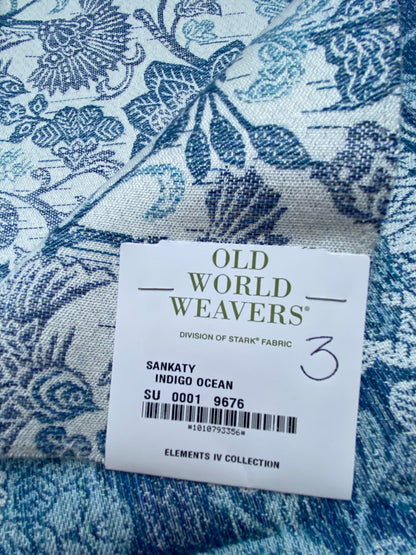 OLD
WORLD
WEAVERS®
DIVISION OF STARK® FABRIC
3
SANKATY
INDIGO OCEAN
SU 0001 9676
*1010793356*
ELEMENTS IV COLLECTION